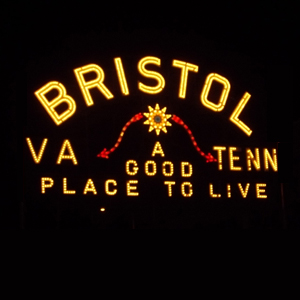 BRISTOL
VA TENN
A
GOOD
PLACE TO LIVE